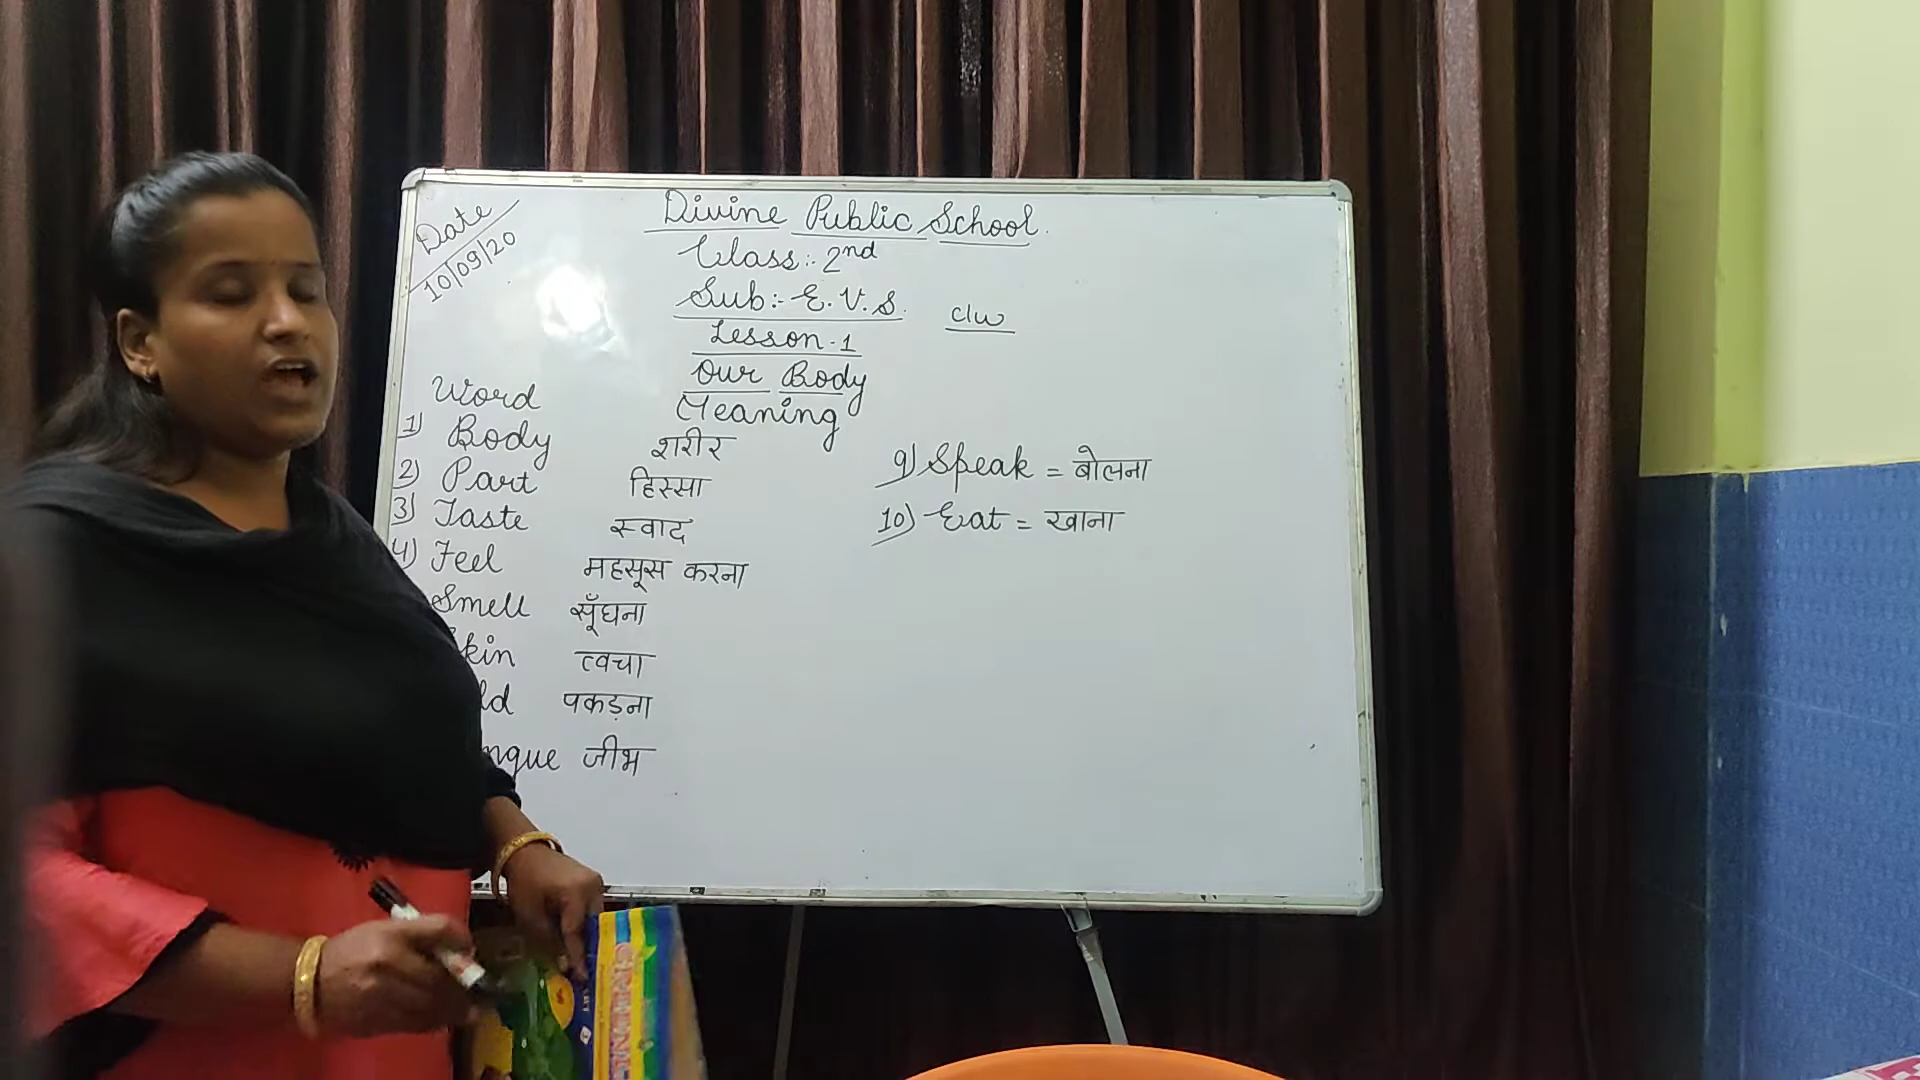 Date
10/09/20
Divine Public School.
Class:- 2nd
Sub:- E.V.S.
c/w
Lesson-1
Our Body
Word Meaning
1) Body शरीर
2) Part हिस्सा
3) Taste स्वाद
4) Feel महसूस करना
Smell सूँघना
kin त्वचा
ld पकड़ना
ngue जीभ
9) Speak = बोलना
10) Eat = खाना